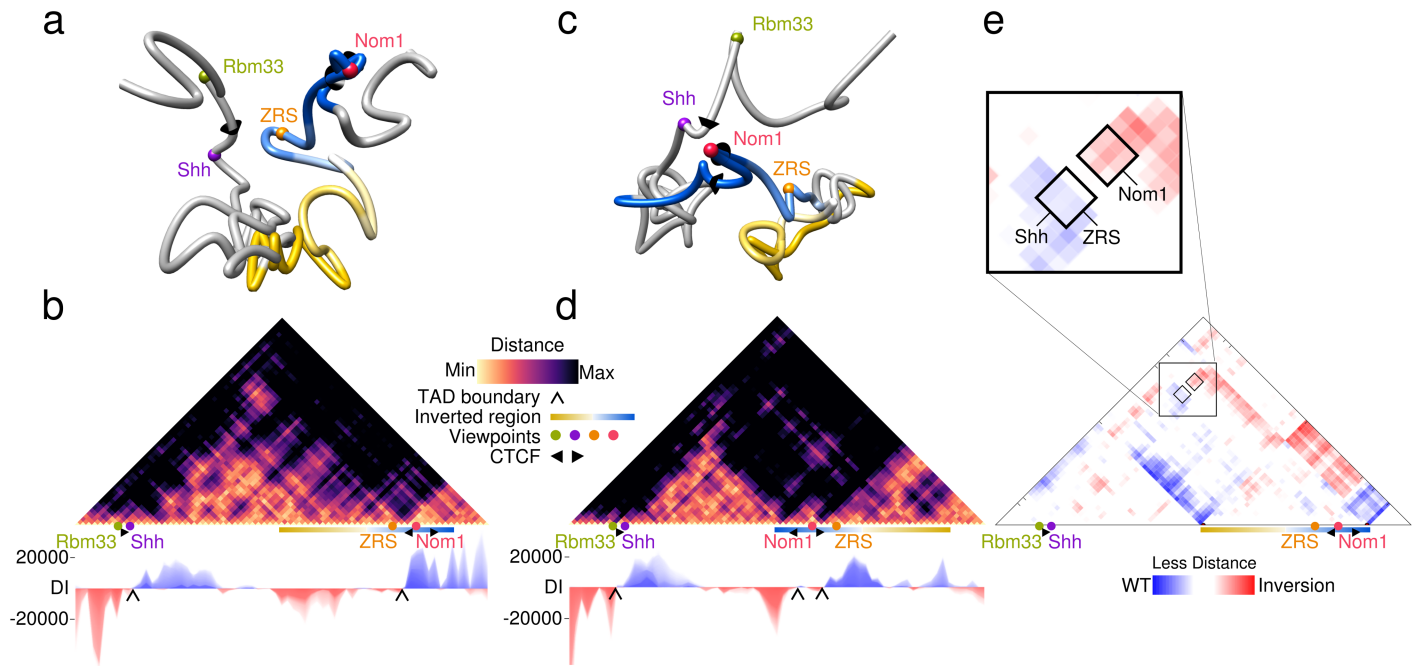 a
c
e
Rbm33
Nom1
ZRS
Shh
Rbm33
Shh
Nom1
ZRS
Nom1
Shh
ZRS
b
d
Distance
Min
Max
TAD boundary
Inverted region
Viewpoints
CTCF
Rbm33 Shh ZRS Nom1
20000
DI
-20000
Rbm33 Shh Nom1 ZRS
20000
DI
-20000
Rbm33 Shh ZRS Nom1
Less Distance
WT Inversion